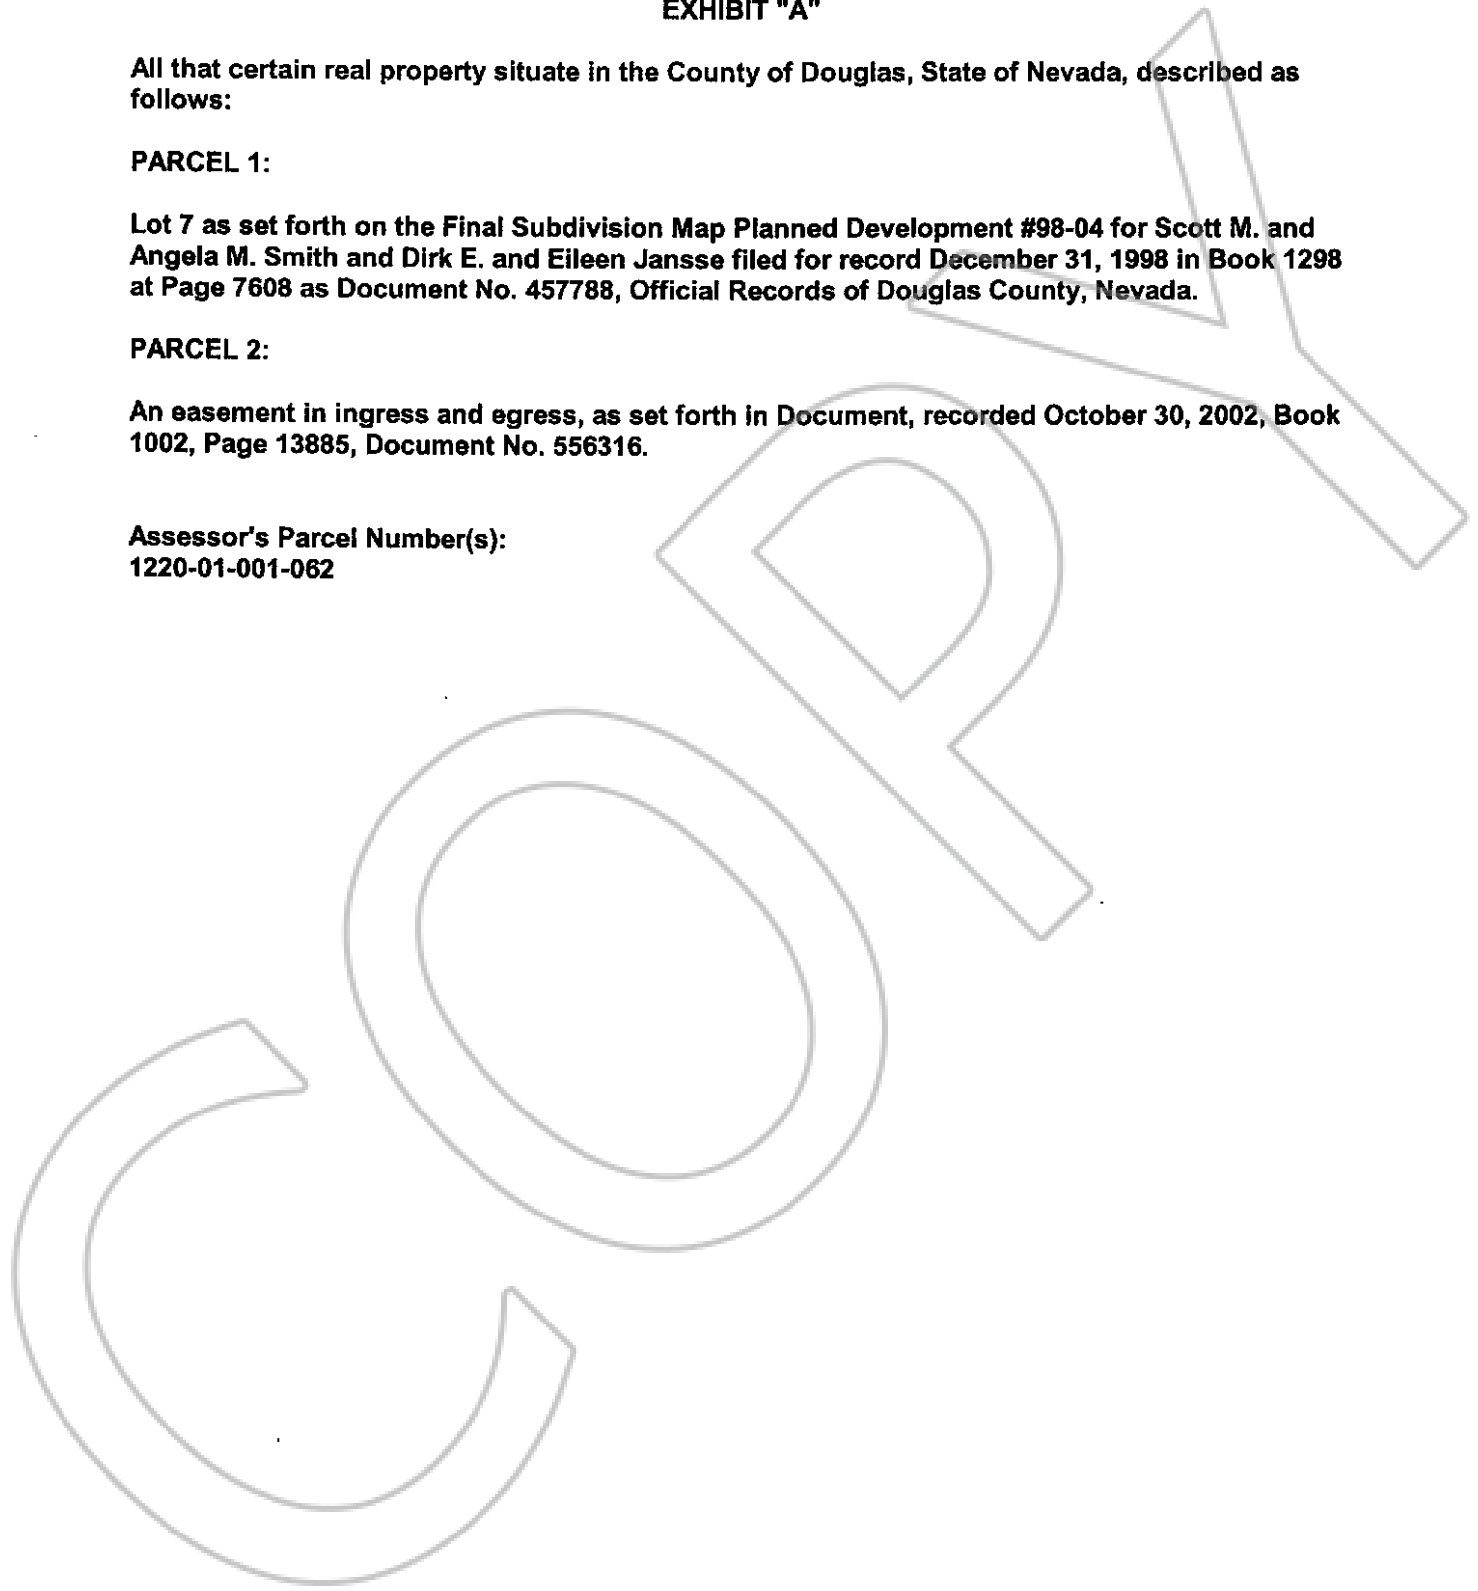 EXHIBIT "A"
All that certain real property situate in the County of Douglas, State of Nevada, described as
follows:
PARCEL 1:
Lot 7 as set forth on the Final Subdivision Map Planned Development #98-04 for Scott M. and
Angela M. Smith and Dirk E. and Eileen Jansse filed for record December 31, 1998 in Book 1298
at Page 7608 as Document No. 457788, Official Records of Douglas County, Nevada.
PARCEL 2:
An easement in ingress and egress, as set forth in Document, recorded October 30, 2002, Book
1002, Page 13885, Document No. 556316.
Assessor's Parcel Number(s):
1220-01-001-062
COPY